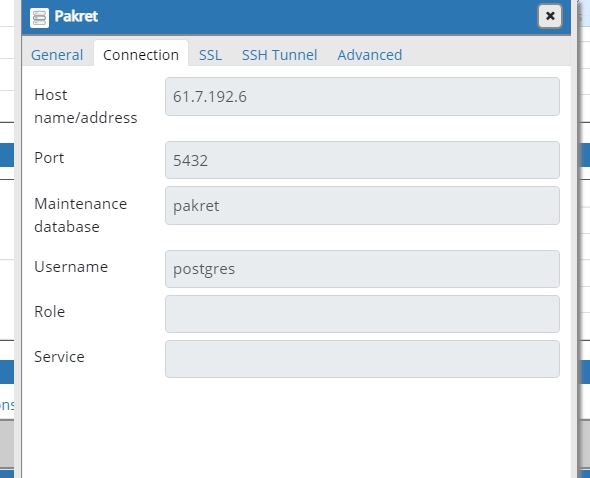 Pakret
General Connection SSL SSH Tunnel Advanced
Host name/address 61.7.192.6
Port 5432
Maintenance database pakret
Username postgres
Role
Service
ons